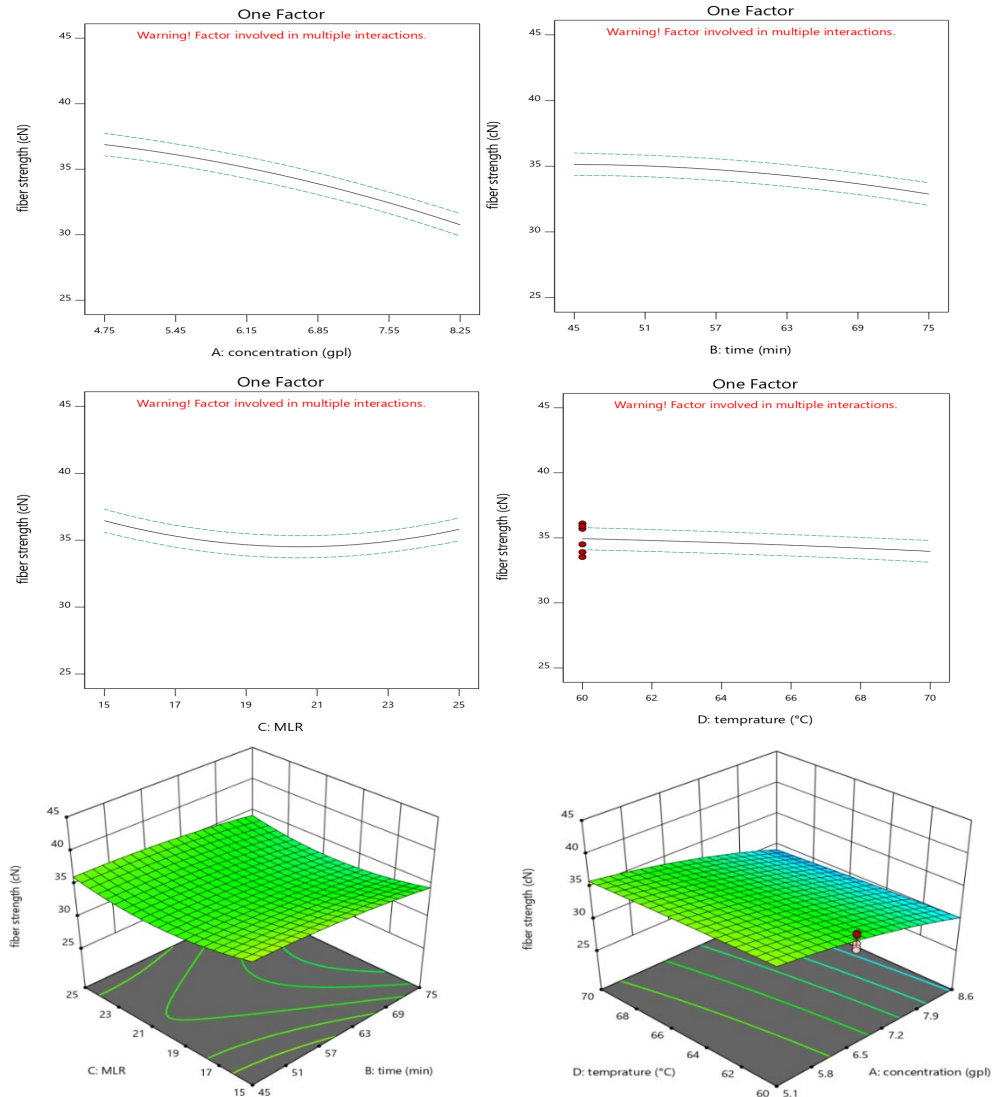 One Factor
Warning! Factor involved in multiple interactions.
45
40
35
30
25
fiber strength (cN)
4.75 5.45 6.15 6.85 7.55 8.25
A: concentration (gpl)
One Factor
Warning! Factor involved in multiple interactions.
45
40
35
30
25
fiber strength (cN)
45 51 57 63 69 75
B: time (min)
One Factor
Warning! Factor involved in multiple interactions.
45
40
35
30
25
fiber strength (cN)
15 17 19 21 23 25
C: MLR
One Factor
Warning! Factor involved in multiple interactions.
45
40
35
30
25
fiber strength (cN)
60 62 64 66 68 70
D: temprature (°C)
45
40
35
30
25
fiber strength (cN)
25
23
21
19
17
15
C: MLR
45
51
57
63
69
75
B: time (min)
45
40
35
30
25
fiber strength (cN)
70
68
66
64
62
60
D: temprature (°C)
5.1
5.8
6.5
7.2
7.9
8.6
A: concentration (gpl)